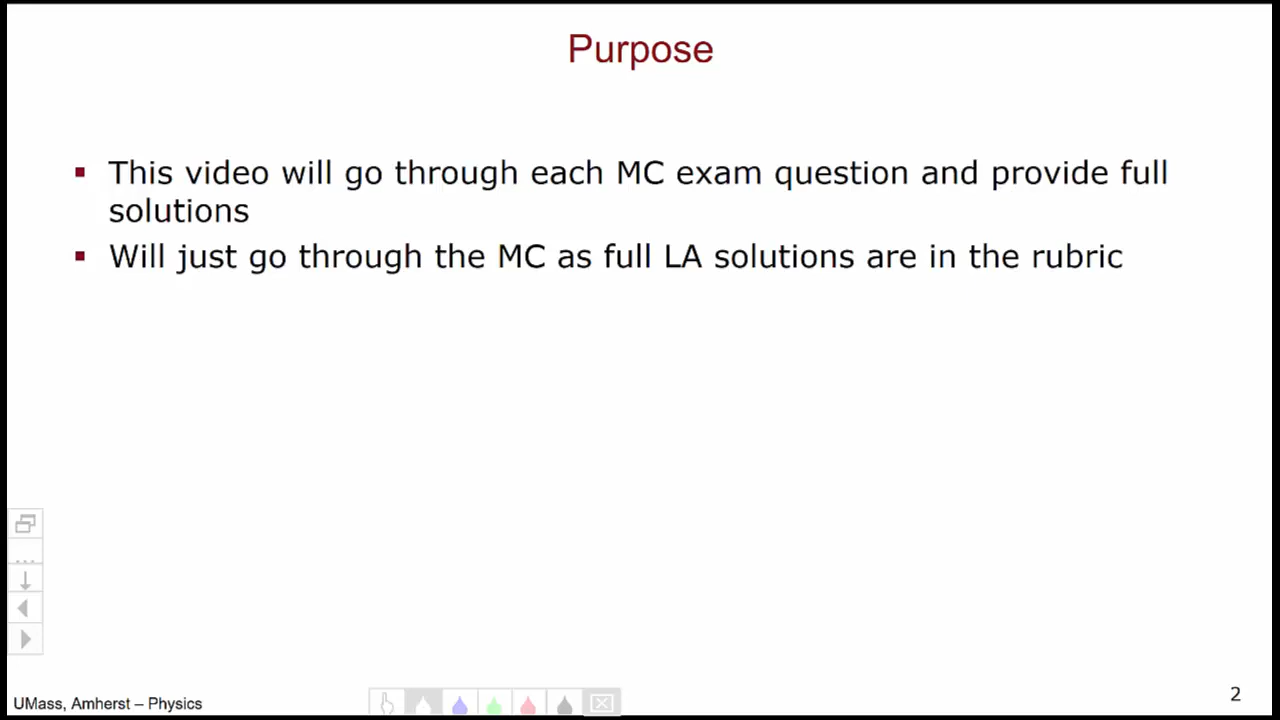 Purpose
▪ This video will go through each MC exam question and provide full
solutions
▪ Will just go through the MC as full LA solutions are in the rubric
...
UMass, Amherst – Physics
2